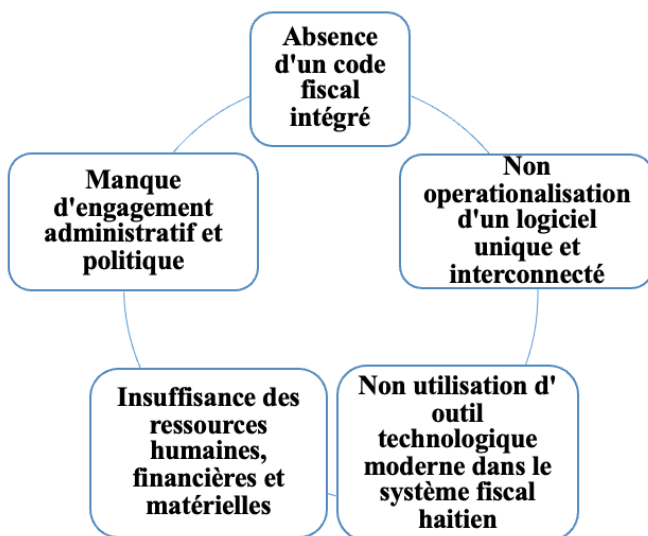 Absence
d'un code
fiscal
intégré
Non
operationalisation
d'un logiciel
unique et
interconnecté
Non utilisation d'
outil
technologique
moderne dans le
système fiscal
haitien
Insuffisance des
ressources
humaines,
financières et
matérielles
Manque
d'engagement
administratif et
politique